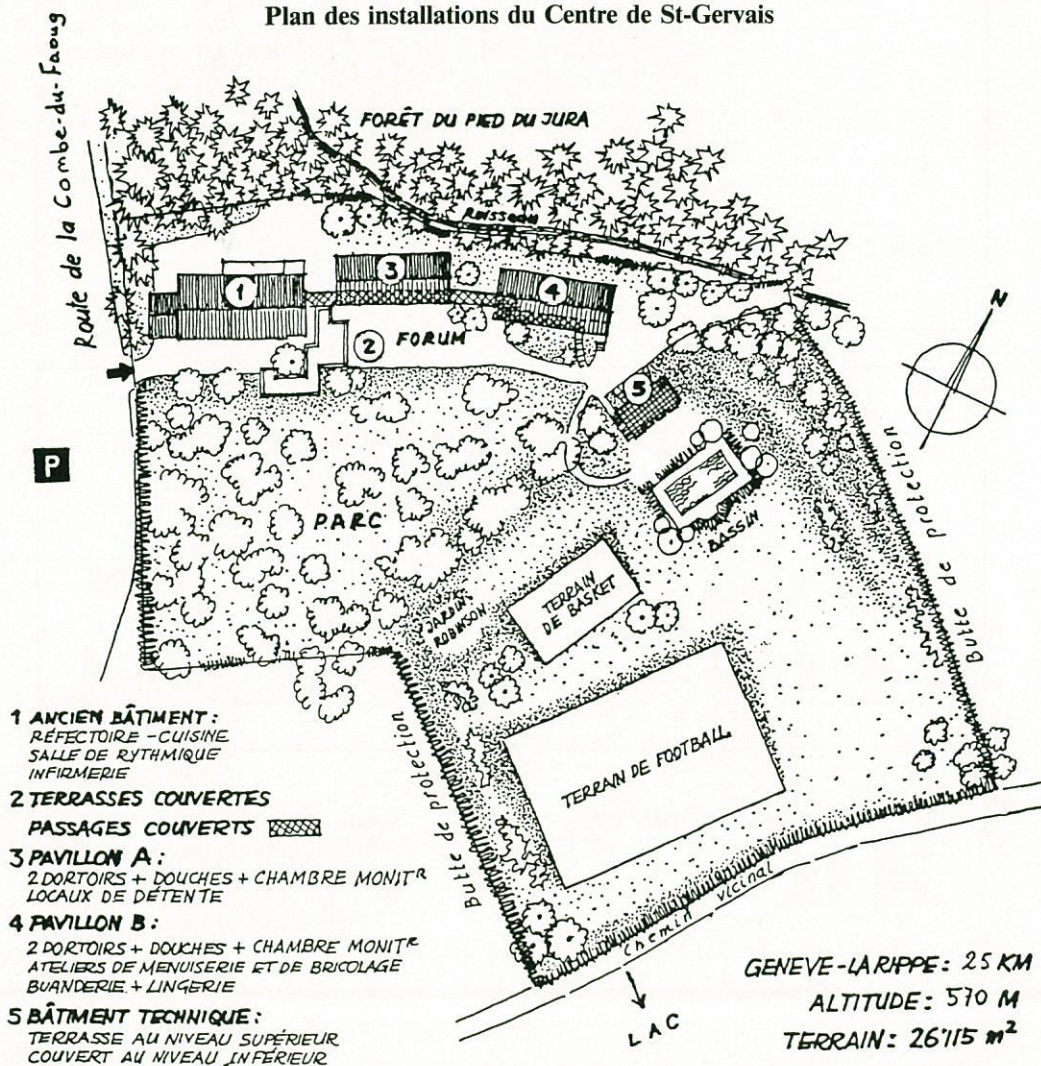 Plan des installations du Centre de St-Gervais
Route de la Combe-du-Faoug
FORÊT DU PIED DU JURA
RUISSEAU
1
3
4
2 FORUM
5
N
P
PARC
BASSIN
Butte de protection
JARDIN
ROBINSON
TERRAIN
DE BASKET
TERRAIN DE FOOTBALL
Butte de protection
chemin vicinal
LAC
1 ANCIEN BÂTIMENT:
RÉFECTOIRE - CUISINE
SALLE DE RYTHMIQUE
INFIRMERIE
2 TERRASSES COUVERTES
PASSAGES COUVERTS
3 PAVILLON A:
2 DORTOIRS + DOUCHES + CHAMBRE MONITR
LOCAUX DE DÉTENTE
4 PAVILLON B:
2 DORTOIRS + DOUCHES + CHAMBRE MONITR
ATELIERS DE MENUISERIE ET DE BRICOLAGE
BUANDERIE + LINGERIE
5 BÂTIMENT TECHNIQUE:
TERRASSE AU NIVEAU SUPÉRIEUR
COUVERT AU NIVEAU INFÉRIEUR
GENEVE-LA RIPPE: 25 KM
ALTITUDE: 570 M
TERRAIN: 26'115 m²